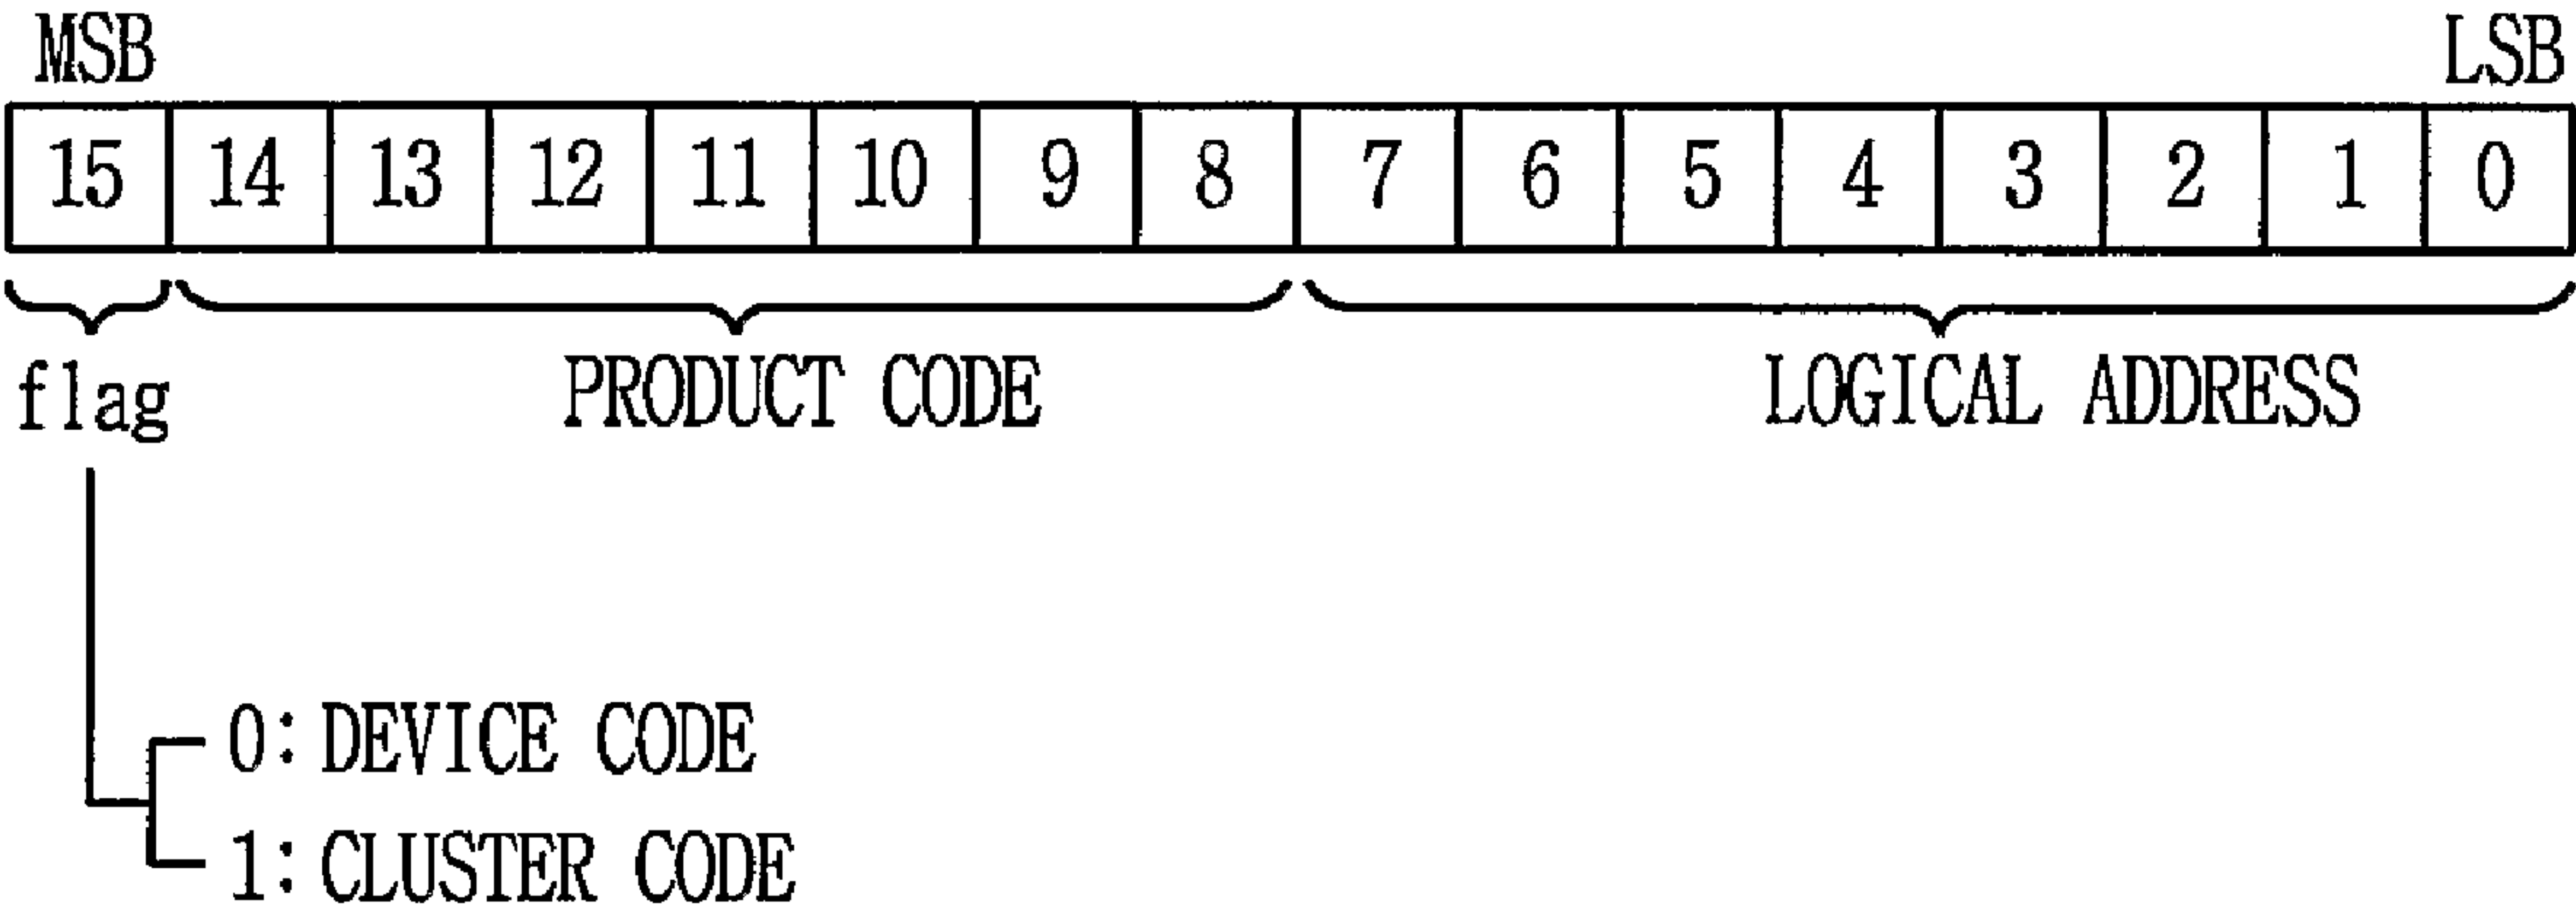 MSB LSB
15 14 13 12 11 10 9 8 7 6 5 4 3 2 1 0
flag PRODUCT CODE LOGICAL ADDRESS
0: DEVICE CODE
1: CLUSTER CODE